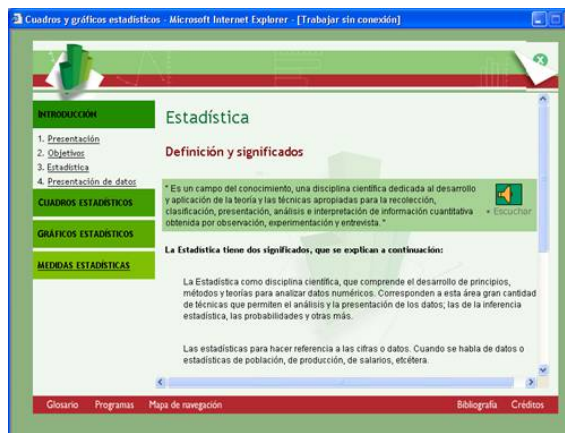 Cuadros y gráficos estadísticos - Microsoft Internet Explorer - [Trabajar sin conexión]
INTRODUCCIÓN
1. Presentación
2. Objetivos
3. Estadística
4. Presentación de datos
CUADROS ESTADÍSTICOS
GRÁFICOS ESTADÍSTICOS
MEDIDAS ESTADÍSTICAS
Estadística
Definición y significados
" Es un campo del conocimiento, una disciplina científica dedicada al desarrollo
y aplicación de la teoría y las técnicas apropiadas para la recolección,
clasificación, presentación, análisis e interpretación de información cuantitativa
obtenida por observación, experimentación y entrevista. "
• Escuchar
La Estadística tiene dos significados, que se explican a continuación:
La Estadística como disciplina científica, que comprende el desarrollo de principios,
métodos y teorías para analizar datos numéricos. Corresponden a esta área gran cantidad
de técnicas que permiten el análisis y la presentación de los datos; las de la inferencia
estadística, las probabilidades y otras más.
Las estadísticas para hacer referencia a las cifras o datos. Cuando se habla de datos o
estadísticas de población, de producción, de salarios, etcétera.
Glosario Programas Mapa de navegación Bibliografía Créditos